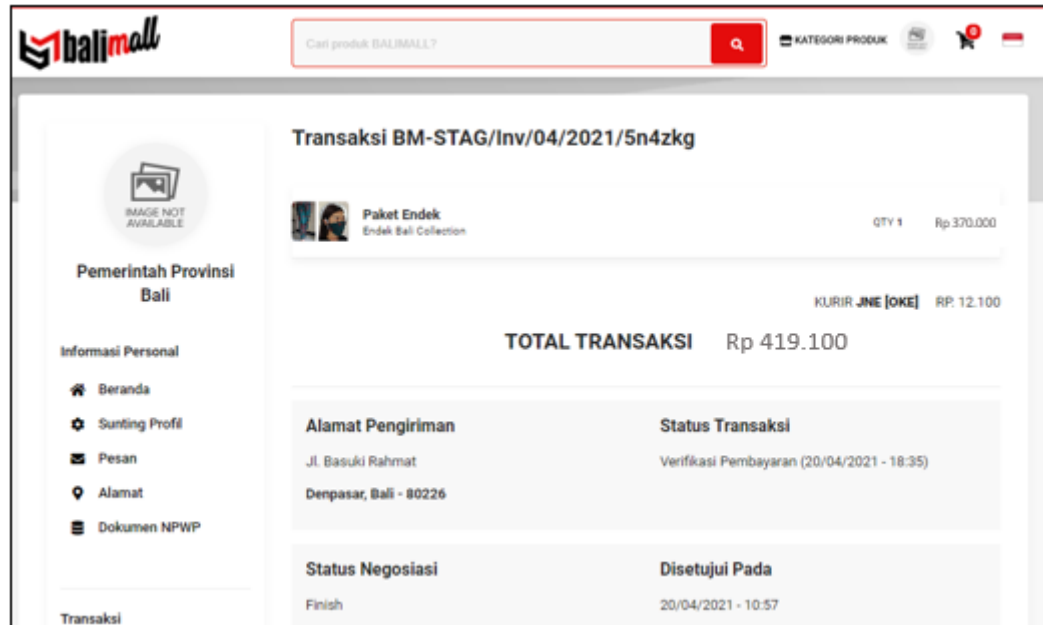 balimall
Cari produk BALIMALL?
KATEGORI PRODUK
0
Transaksi BM-STAG/Inv/04/2021/5n4zkg
IMAGE NOT
AVAILABLE
Pemerintah Provinsi
Bali
Paket Endek
Endek Bali Collection
QTY 1
Rp 370.000
KURIR JNE [OKE] RP. 12.100
TOTAL TRANSAKSI Rp 419.100
Informasi Personal
Beranda
Sunting Profil
Pesan
Alamat
Dokumen NPWP
Transaksi
Alamat Pengiriman
Jl. Basuki Rahmat
Denpasar, Bali - 80226
Status Transaksi
Verifikasi Pembayaran (20/04/2021 - 18:35)
Status Negosiasi
Finish
Disetujui Pada
20/04/2021 - 10:57